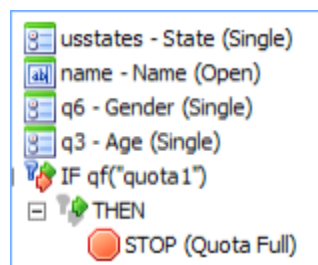 usstates - State (Single)
name - Name (Open)
q6 - Gender (Single)
q3 - Age (Single)
IF qf("quota1")
THEN
STOP (Quota Full)